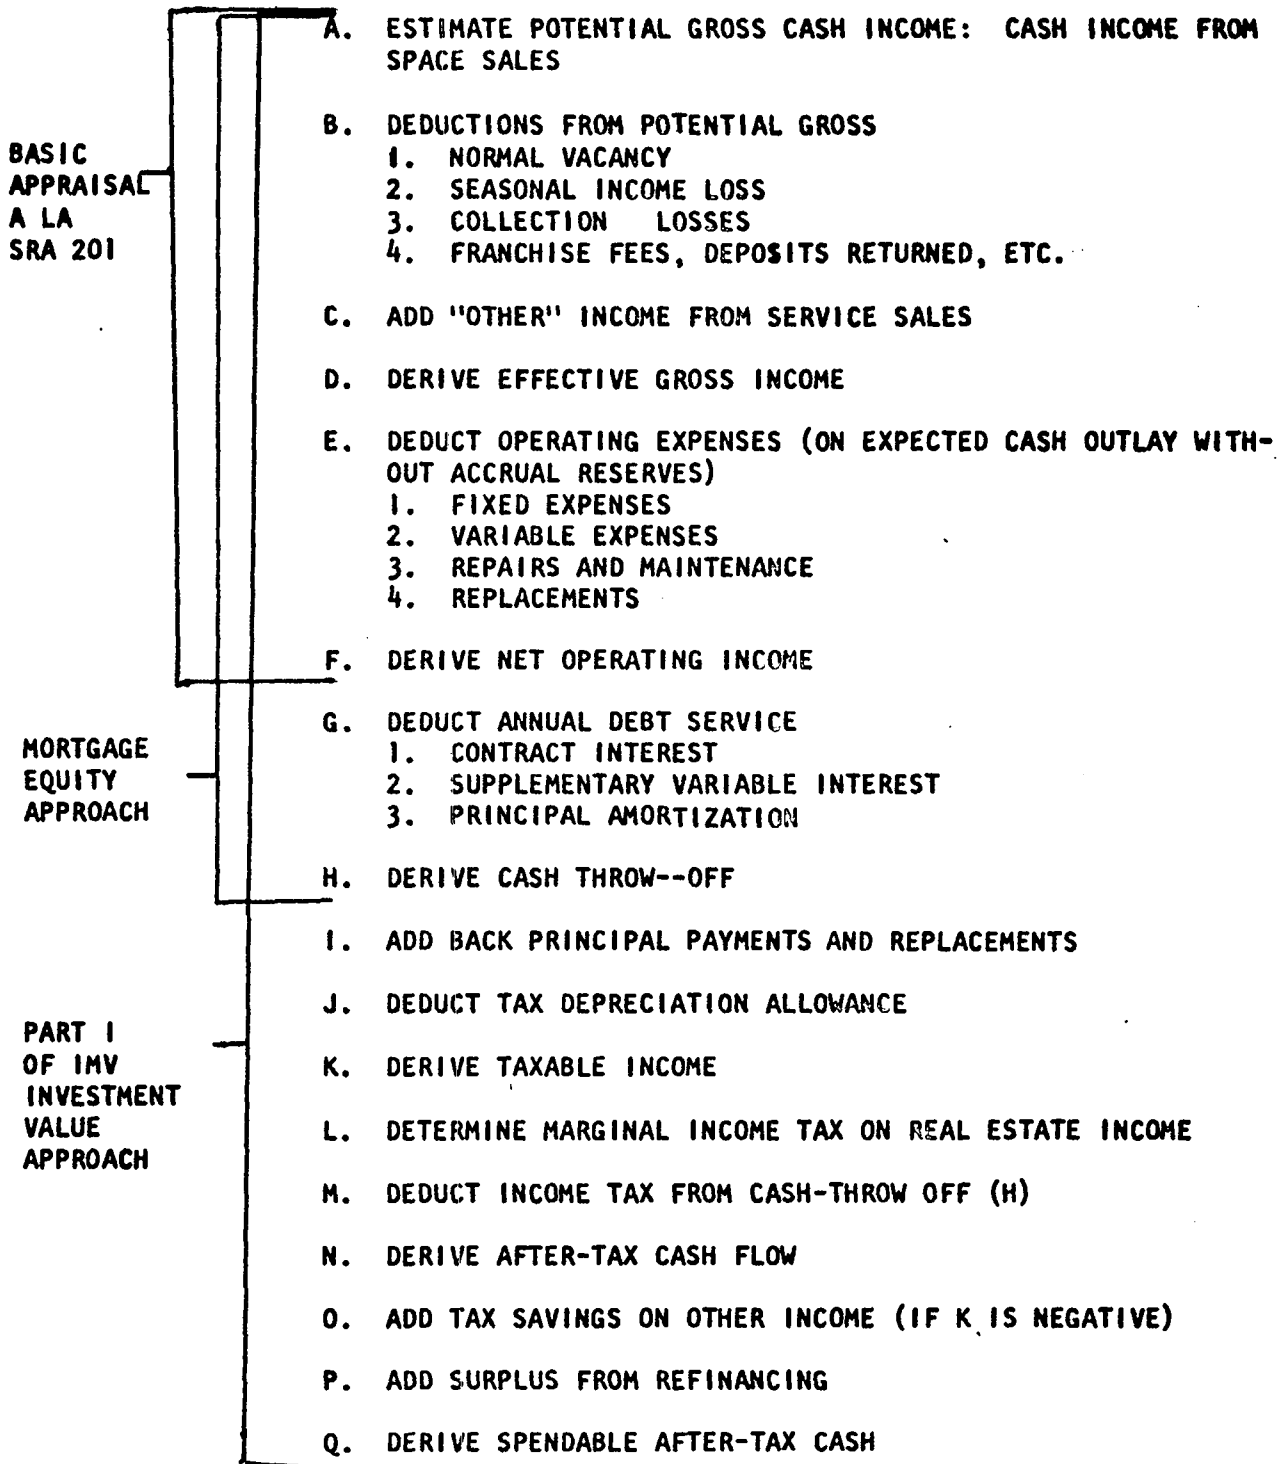 A. ESTIMATE POTENTIAL GROSS CASH INCOME: CASH INCOME FROM
SPACE SALES
B. DEDUCTIONS FROM POTENTIAL GROSS
1. NORMAL VACANCY
2. SEASONAL INCOME LOSS
3. COLLECTION LOSSES
4. FRANCHISE FEES, DEPOSITS RETURNED, ETC.
BASIC
APPRAISAL
A LA
SRA 201
C. ADD "OTHER" INCOME FROM SERVICE SALES
D. DERIVE EFFECTIVE GROSS INCOME
E. DEDUCT OPERATING EXPENSES (ON EXPECTED CASH OUTLAY WITH-
OUT ACCRUAL RESERVES)
1. FIXED EXPENSES
2. VARIABLE EXPENSES
3. REPAIRS AND MAINTENANCE
4. REPLACEMENTS
F. DERIVE NET OPERATING INCOME
G. DEDUCT ANNUAL DEBT SERVICE
1. CONTRACT INTEREST
2. SUPPLEMENTARY VARIABLE INTEREST
3. PRINCIPAL AMORTIZATION
MORTGAGE
EQUITY
APPROACH
H. DERIVE CASH THROW--OFF
I. ADD BACK PRINCIPAL PAYMENTS AND REPLACEMENTS
J. DEDUCT TAX DEPRECIATION ALLOWANCE
PART I
OF IMV
INVESTMENT
VALUE
APPROACH
K. DERIVE TAXABLE INCOME
L. DETERMINE MARGINAL INCOME TAX ON REAL ESTATE INCOME
M. DEDUCT INCOME TAX FROM CASH-THROW OFF (H)
N. DERIVE AFTER-TAX CASH FLOW
O. ADD TAX SAVINGS ON OTHER INCOME (IF K IS NEGATIVE)
P. ADD SURPLUS FROM REFINANCING
Q. DERIVE SPENDABLE AFTER-TAX CASH